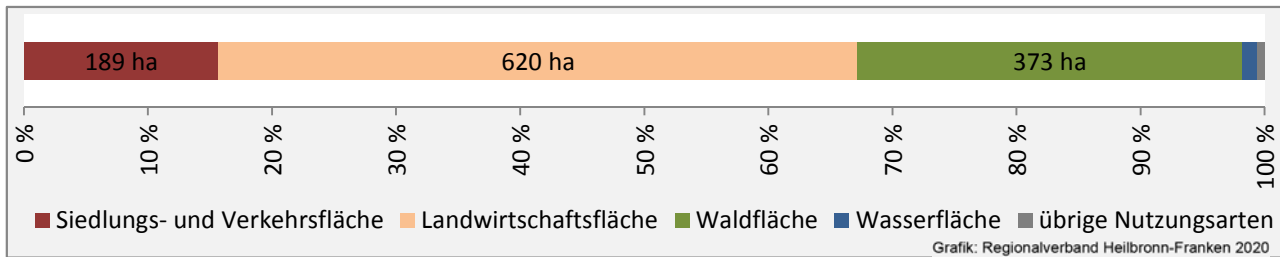 189 ha 620 ha 373 ha
0 % 10 % 20 % 30 % 40 % 50 % 60 % 70 % 80 % 90 % 100 %
Siedlungs- und Verkehrsfläche Landwirtschaftsfläche Waldfläche Wasserfläche übrige Nutzungsarten
Grafik: Regionalverband Heilbronn-Franken 2020